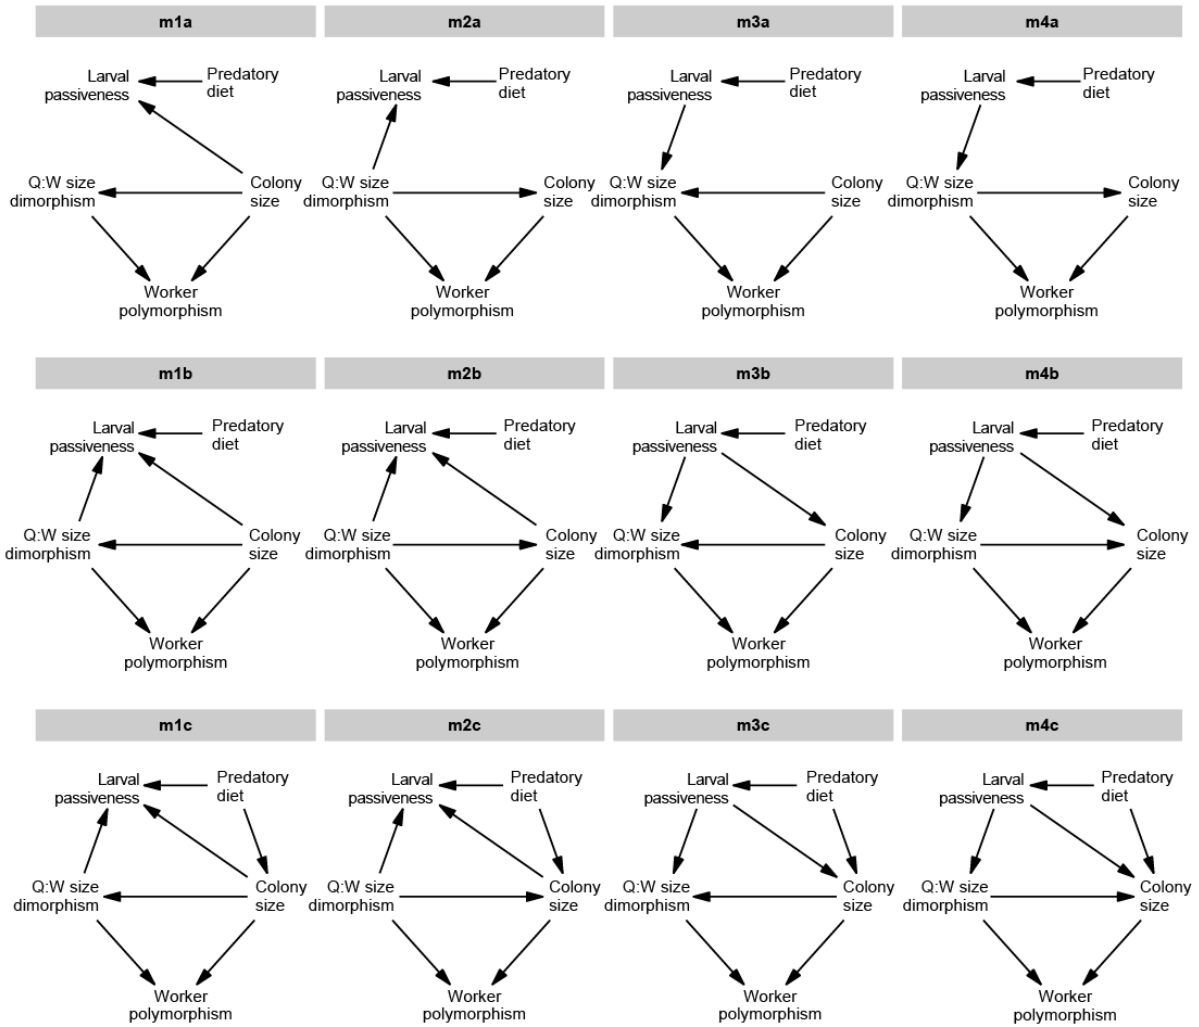 m1a
m2a
m3a
m4a
Larval
passiveness
Predatory
diet
Q:W size
dimorphism
Colony
size
Worker
polymorphism
Larval
passiveness
Predatory
diet
Q:W size
dimorphism
Colony
size
Worker
polymorphism
Larval
passiveness
Predatory
diet
Q:W size
dimorphism
Colony
size
Worker
polymorphism
Larval
passiveness
Predatory
diet
Q:W size
dimorphism
Colony
size
Worker
polymorphism
m1b
m2b
m3b
m4b
Larval
passiveness
Predatory
diet
Q:W size
dimorphism
Colony
size
Worker
polymorphism
Larval
passiveness
Predatory
diet
Q:W size
dimorphism
Colony
size
Worker
polymorphism
Larval
passiveness
Predatory
diet
Q:W size
dimorphism
Colony
size
Worker
polymorphism
Larval
passiveness
Predatory
diet
Q:W size
dimorphism
Colony
size
Worker
polymorphism
m1c
m2c
m3c
m4c
Larval
passiveness
Predatory
diet
Q:W size
dimorphism
Colony
size
Worker
polymorphism
Larval
passiveness
Predatory
diet
Q:W size
dimorphism
Colony
size
Worker
polymorphism
Larval
passiveness
Predatory
diet
Q:W size
dimorphism
Colony
size
Worker
polymorphism
Larval
passiveness
Predatory
diet
Q:W size
dimorphism
Colony
size
Worker
polymorphism